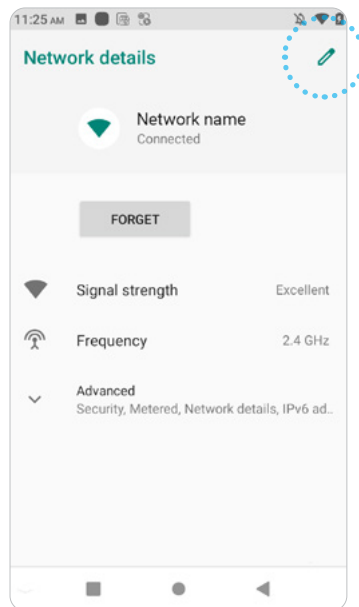 11:25 AM
Network details
Network name
Connected
FORGET
Signal strength
Excellent
Frequency
2.4 GHz
Advanced
Security, Metered, Network details, IPv6 ad..